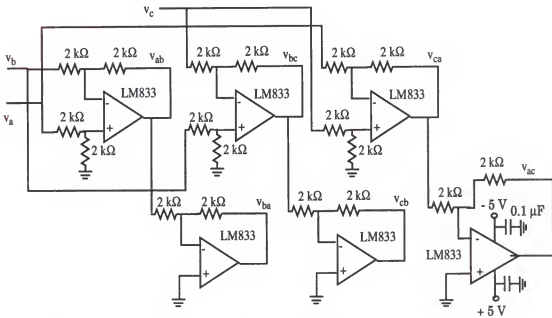 v_c
2 kΩ 2 kΩ v_ab 2 kΩ 2 kΩ v_bc 2 kΩ 2 kΩ v_ca
v_b
v_a
LM833 LM833 LM833
2 kΩ 2 kΩ 2 kΩ
2 kΩ 2 kΩ 2 kΩ
2 kΩ v_ac
2 kΩ 2 kΩ v_ba 2 kΩ 2 kΩ v_cb 2 kΩ
- 5 V 0.1 μF
LM833 LM833 LM833
+ 5 V